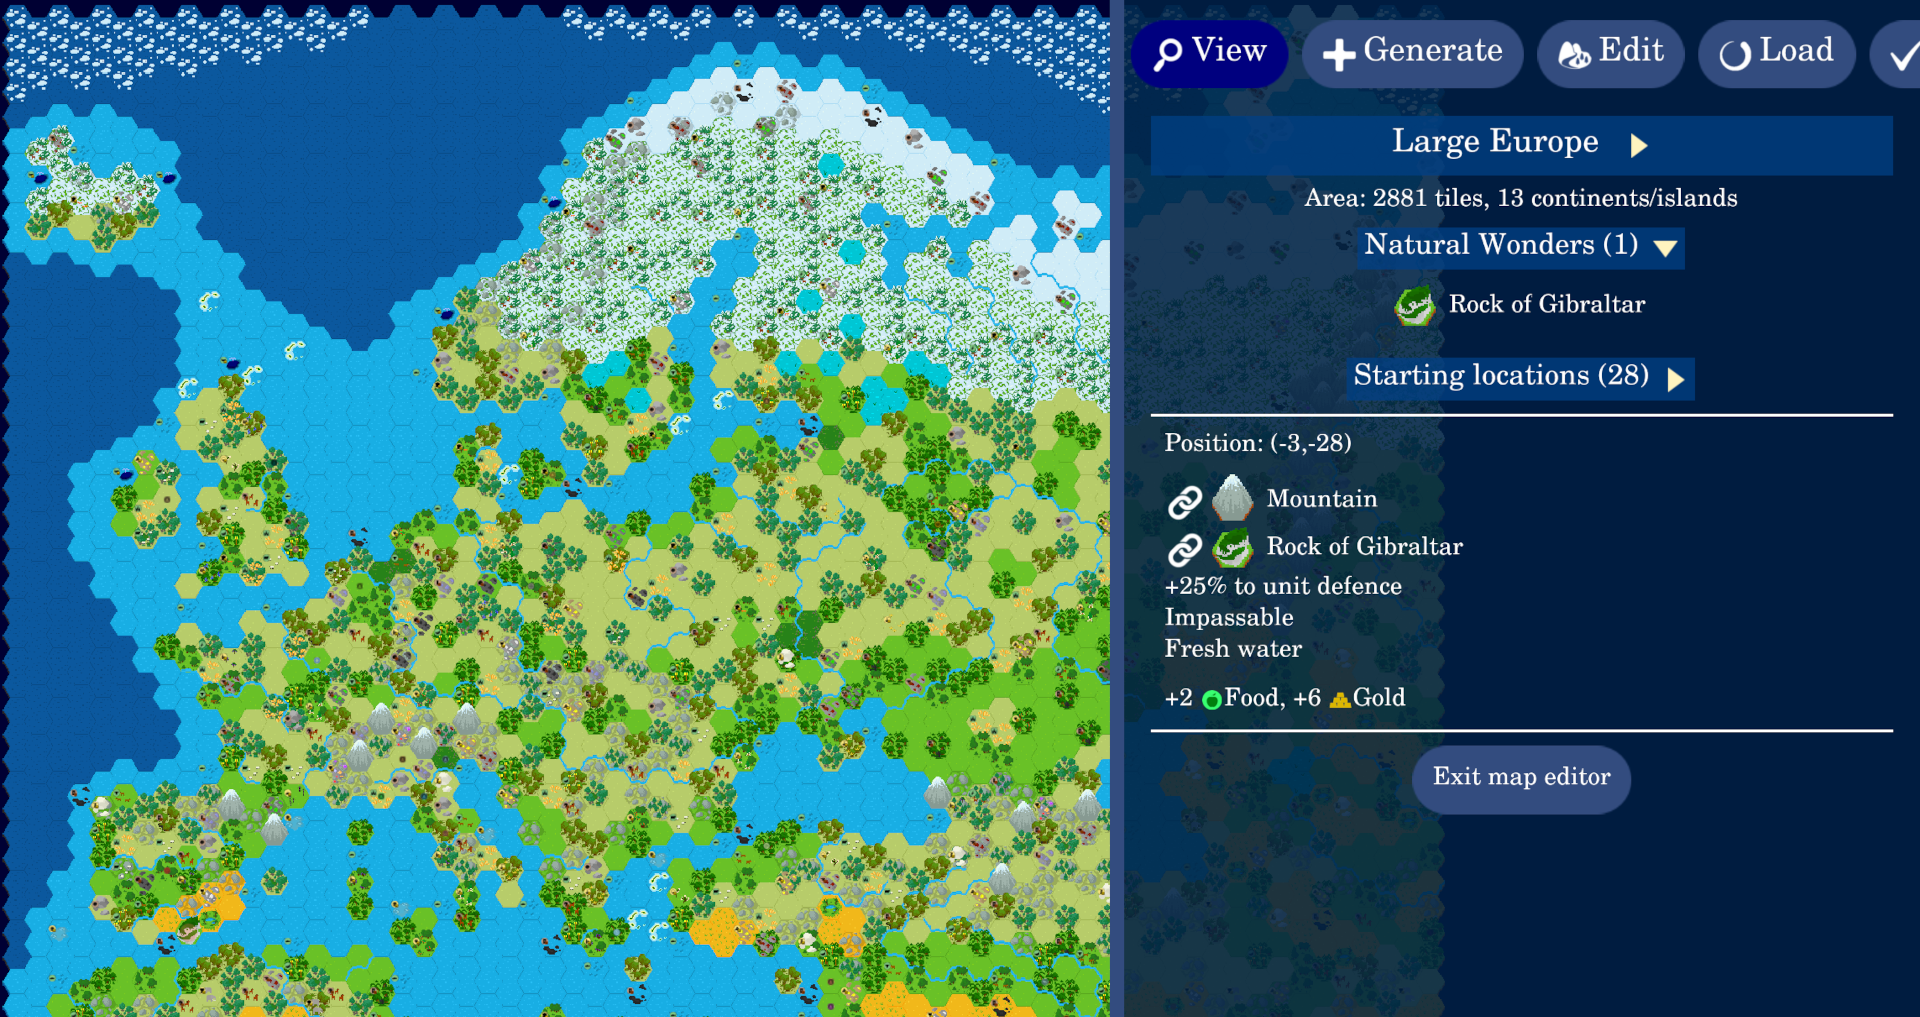 View
Generate
Edit
Load
Large Europe
Area: 2881 tiles, 13 continents/islands
Natural Wonders (1)
Rock of Gibraltar
Starting locations (28)
Position: (-3,-28)
Mountain
Rock of Gibraltar
+25% to unit defence
Impassable
Fresh water
+2 Food, +6 Gold
Exit map editor